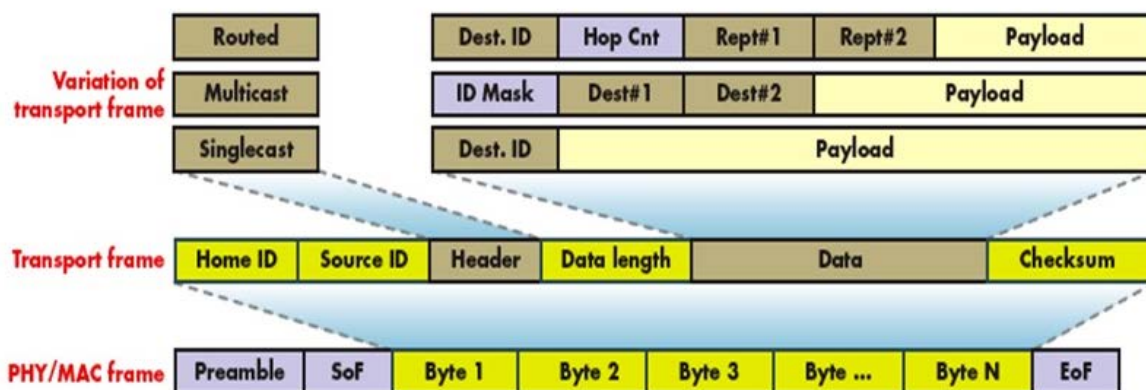 Routed Dest. ID Hop Cnt Rept#1 Rept#2 Payload
Variation of
transport frame
Multicast ID Mask Dest#1 Dest#2 Payload
Singlecast Dest. ID Payload
Transport frame Home ID Source ID Header Data length Data Checksum
PHY/MAC frame Preamble SoF Byte 1 Byte 2 Byte 3 Byte ... Byte N EoF